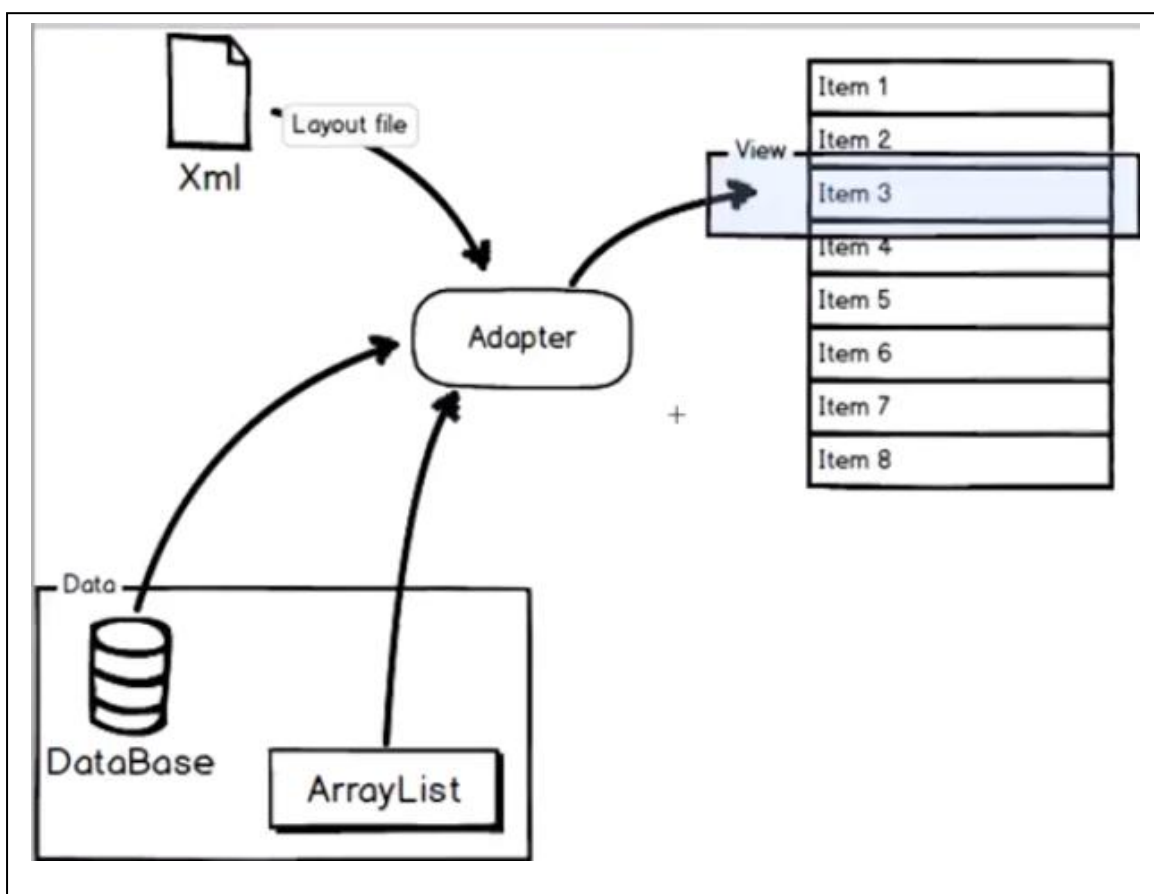 Layout file
Xml
Adapter
View
Item 1
Item 2
Item 3
Item 4
Item 5
Item 6
Item 7
Item 8
Data
DataBase
ArrayList